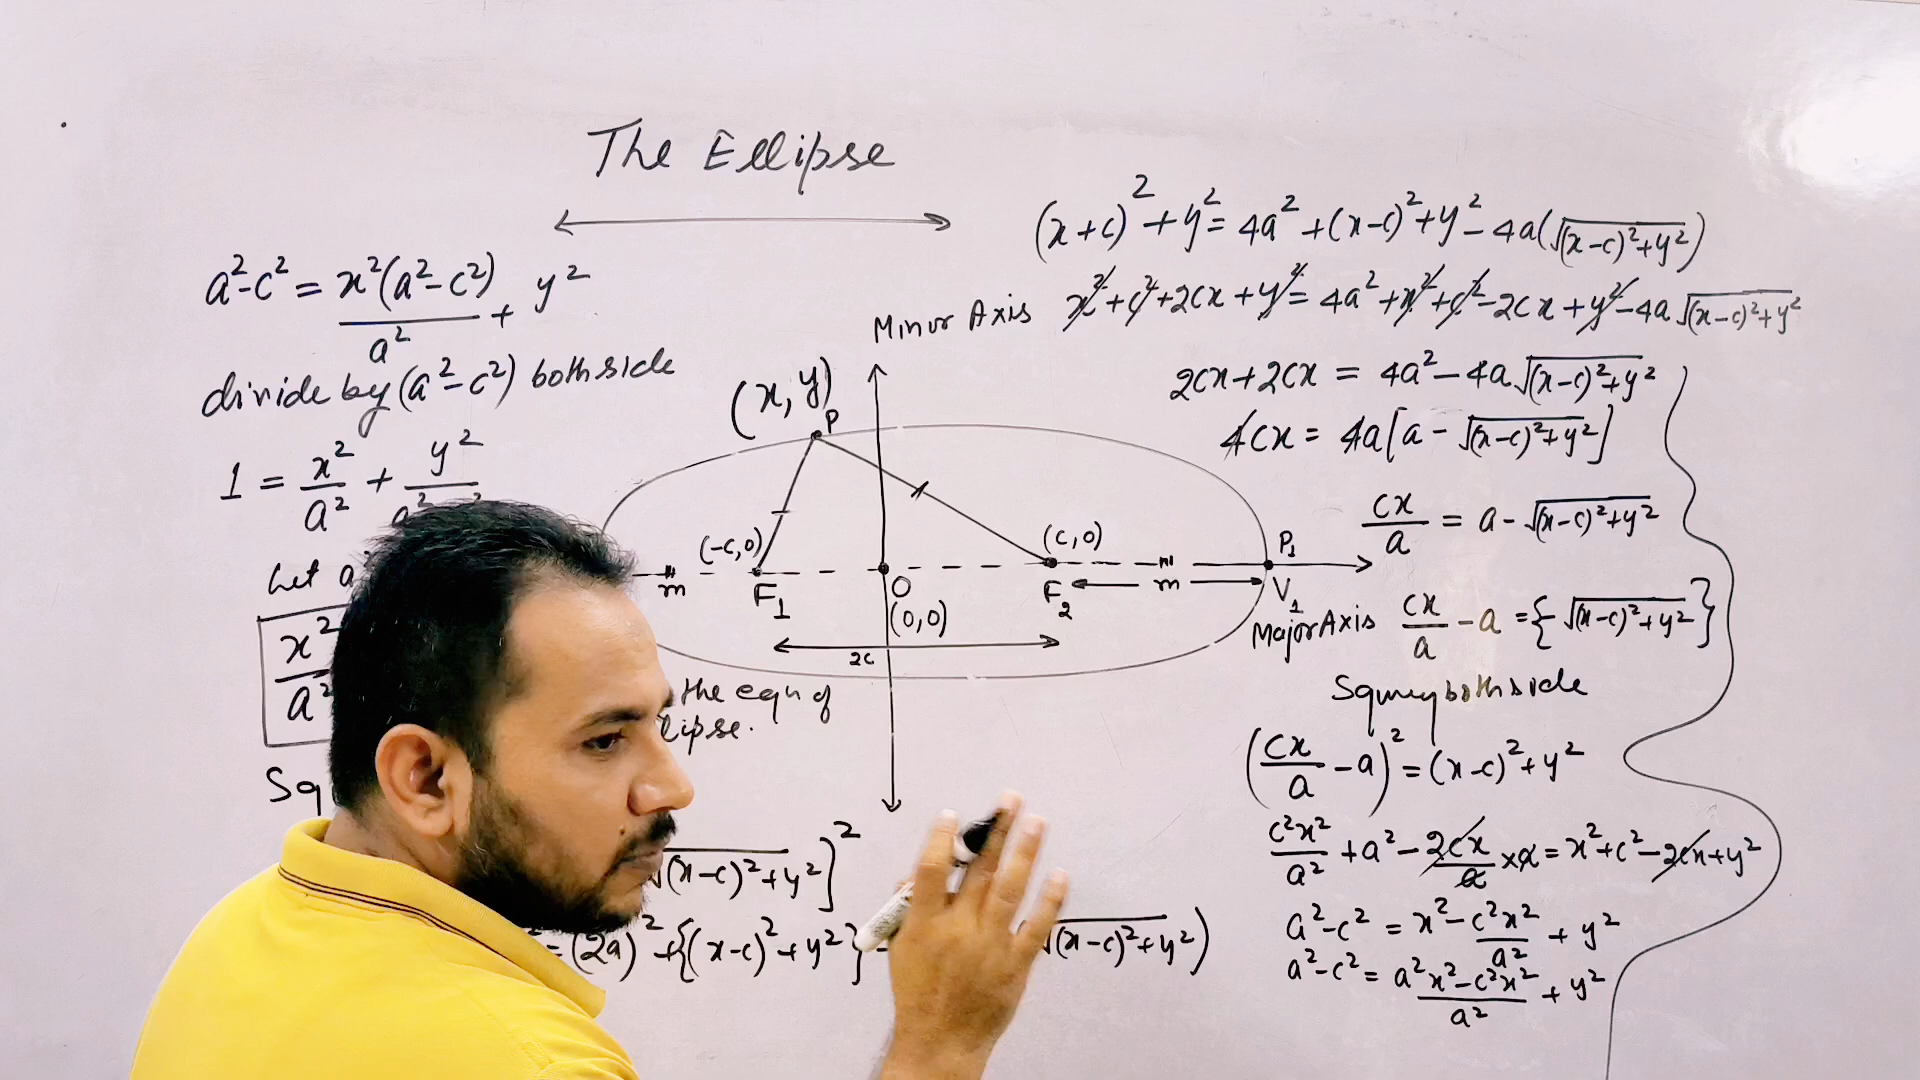 The Ellipse
a²-c² = x²(a²-c²)/a² + y²
divide by (a²-c²) both side
1 = x²/a² + y²/a²
Let a
x²/a²
Sq
the eqn of
lipse.
√(x-c)²+y²]²
²=(2a)²+{(x-c)²+y²}-
√(x-c)²+y²)
Minor Axis
(x, y)
P
(-c,0)
F₁
m
O
(0,0)
2c
(c,0)
F₂
m
P₁
V₁
Major Axis
(x+c)²+y²= 4a²+(x-c)²+y²-4a(√(x-c)²+y²)
x²+c²+2cx+y²= 4a²+x²+c²-2cx+y²-4a√(x-c)²+y²
2cx+2cx = 4a²-4a√(x-c)²+y²
4cx = 4a[a-√(x-c)²+y²]
cx/a = a-√(x-c)²+y²
cx/a -a ={-√(x-c)²+y²}
both side
(cx/a -a)²=(x-c)²+y²
c²x²/a² +a²-2cx/a ×a=x²+c²-2cx+y²
a²-c² = x²-c²x²/a² + y²
a²-c² = a²x²-c²x²/a² + y²